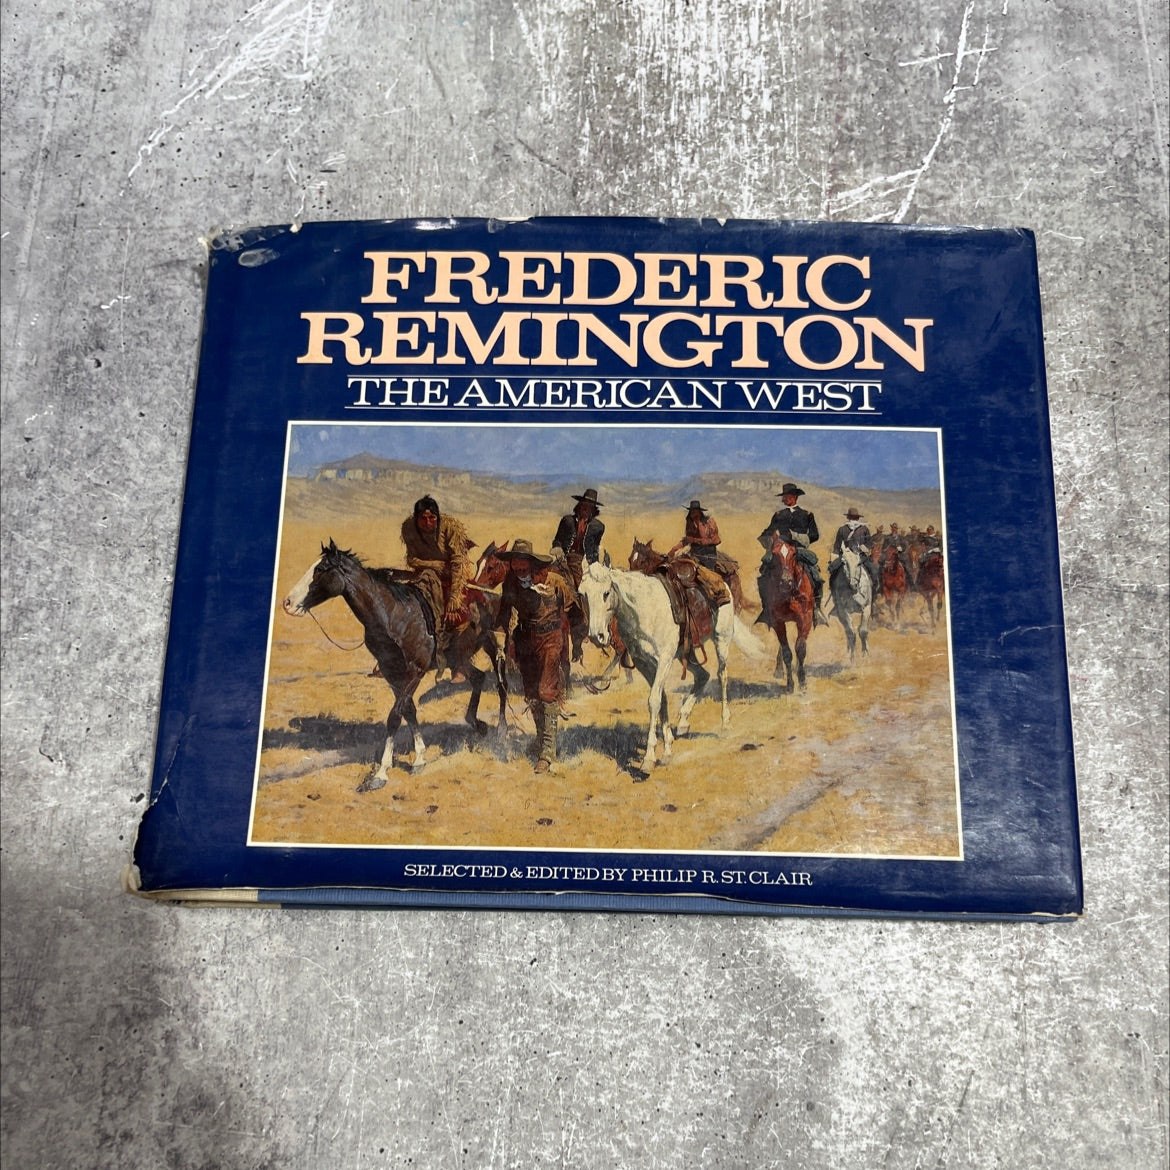 FREDERIC
REMINGTON
THE AMERICAN WEST
SELECTED & EDITED BY PHILIP R. ST. CLAIR